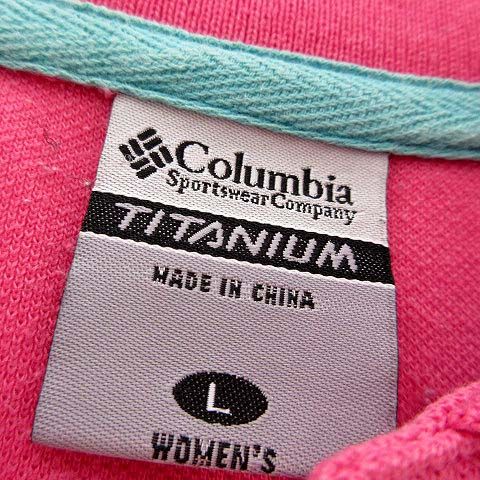 Columbia
Sportswear Company
TITANIUM
MADE IN CHINA
L
WOMEN'S